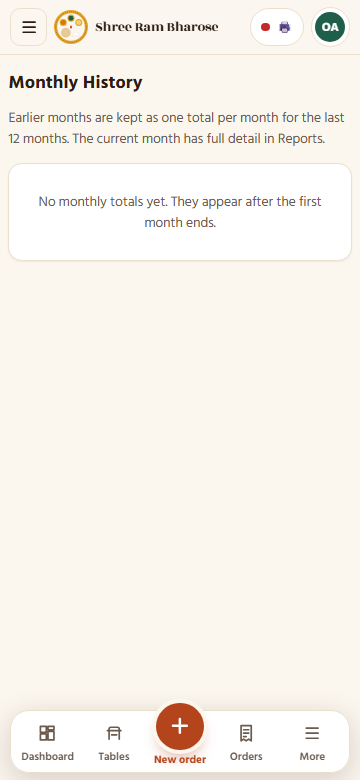 Shree Ram Bharose
OA
Monthly History
Earlier months are kept as one total per month for the last
12 months. The current month has full detail in Reports.
No monthly totals yet. They appear after the first
month ends.
Dashboard
Tables
New order
Orders
More